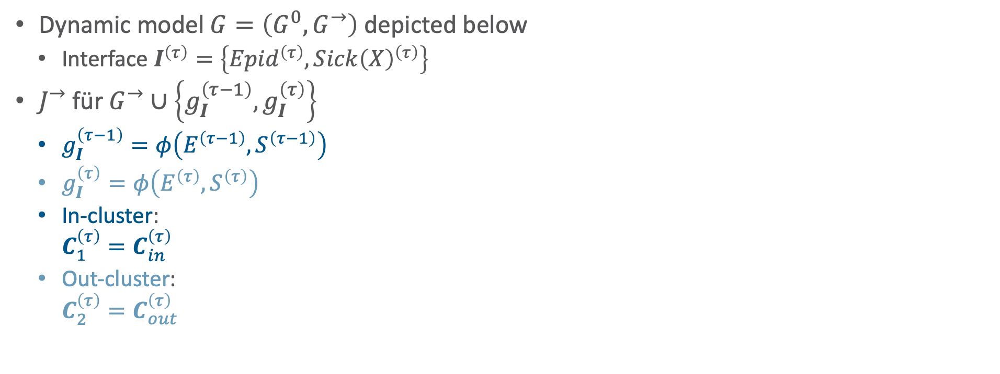 • Dynamic model G = (G⁰, G→) depicted below
• Interface I^(τ) = {Epid^(τ), Sick(X)^(τ)}
• J→ für G→ ∪ {g_I^(τ−1), g_I^(τ)}
• g_I^(τ−1) = ϕ(E^(τ−1), S^(τ−1))
• g_I^(τ) = ϕ(E^(τ), S^(τ))
• In-cluster:
C_1^(τ) = C_in^(τ)
• Out-cluster:
C_2^(τ) = C_out^(τ)